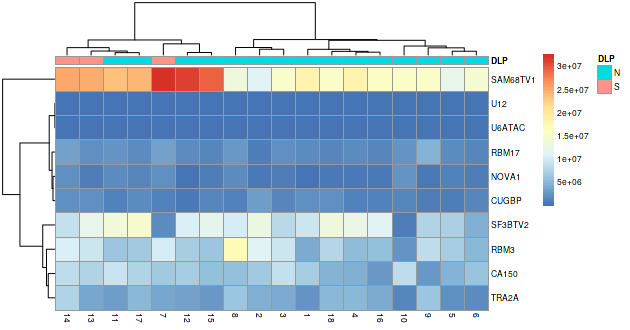 DLP
SAM68TV1
U12
U6ATAC
RBM17
NOVA1
CUGBP
SF3BTV2
RBM3
CA150
TRA2A
14 13 11 17 7 12 15 8 2 3 1 18 4 16 10 9 5 6
3e+07
2.5e+07
2e+07
1.5e+07
1e+07
5e+06
DLP
N
S